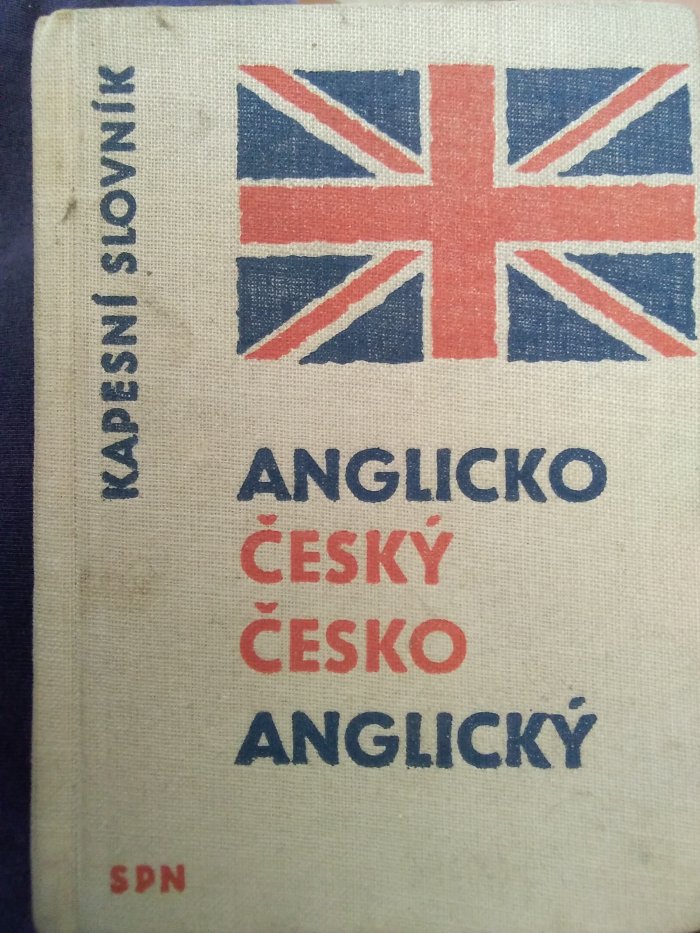 KAPESNÍ SLOVNÍK
ANGLICKO
ČESKÝ
ČESKO
ANGLICKÝ
SPN